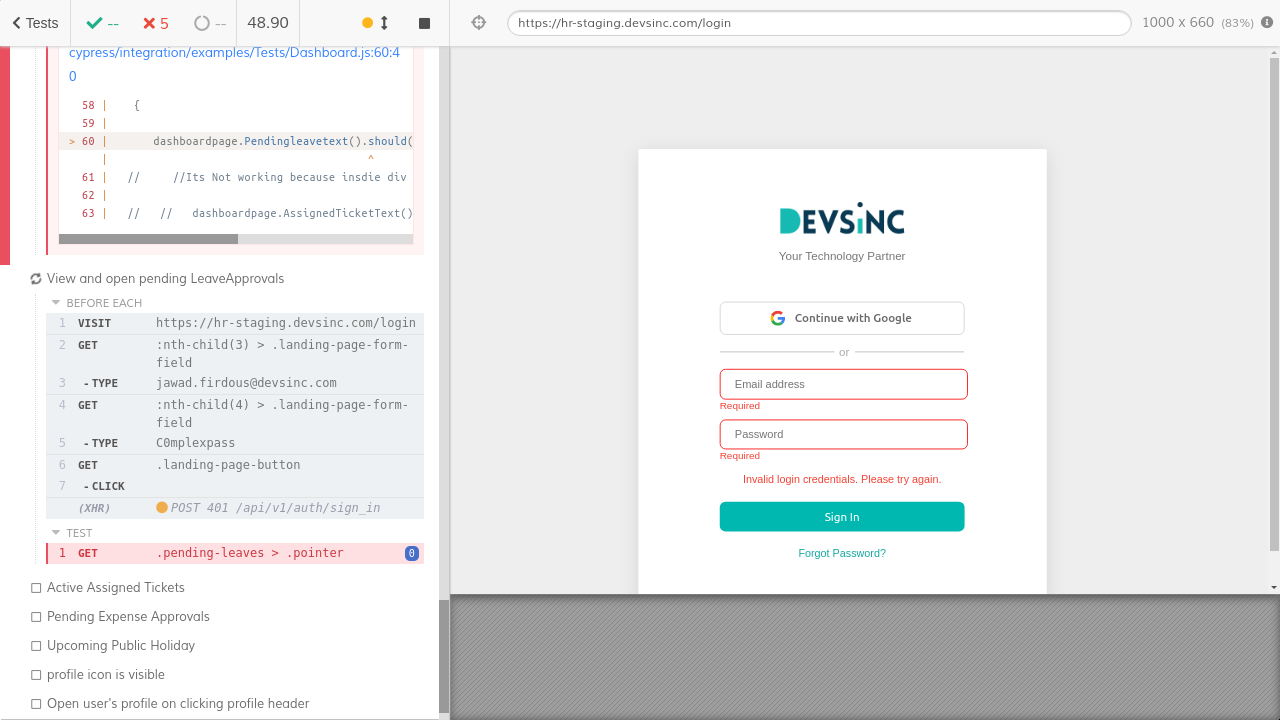 Tests
--
5
--
48.90
https://hr-staging.devsinc.com/login
1000 x 660 (83%)
cypress/integration/examples/Tests/Dashboard.js:60:4
0
58 | {
59 |
> 60 | dashboardpage.Pendingleavetext().should(
| ^
61 | // //Its Not working because insdie div
62 |
63 | // // dashboardpage.AssignedTicketText()
View and open pending LeaveApprovals
BEFORE EACH
1 VISIT https://hr-staging.devsinc.com/login
2 GET :nth-child(3) > .landing-page-form-
field
3 -TYPE jawad.firdous@devsinc.com
4 GET :nth-child(4) > .landing-page-form-
field
5 -TYPE C0mplexpass
6 GET .landing-page-button
7 -CLICK
(XHR) POST 401 /api/v1/auth/sign_in
TEST
1 GET .pending-leaves > .pointer 0
Active Assigned Tickets
Pending Expense Approvals
Upcoming Public Holiday
profile icon is visible
Open user's profile on clicking profile header
DEVSiNC
Your Technology Partner
Continue with Google
or
Email address
Required
Password
Required
Invalid login credentials. Please try again.
Sign In
Forgot Password?